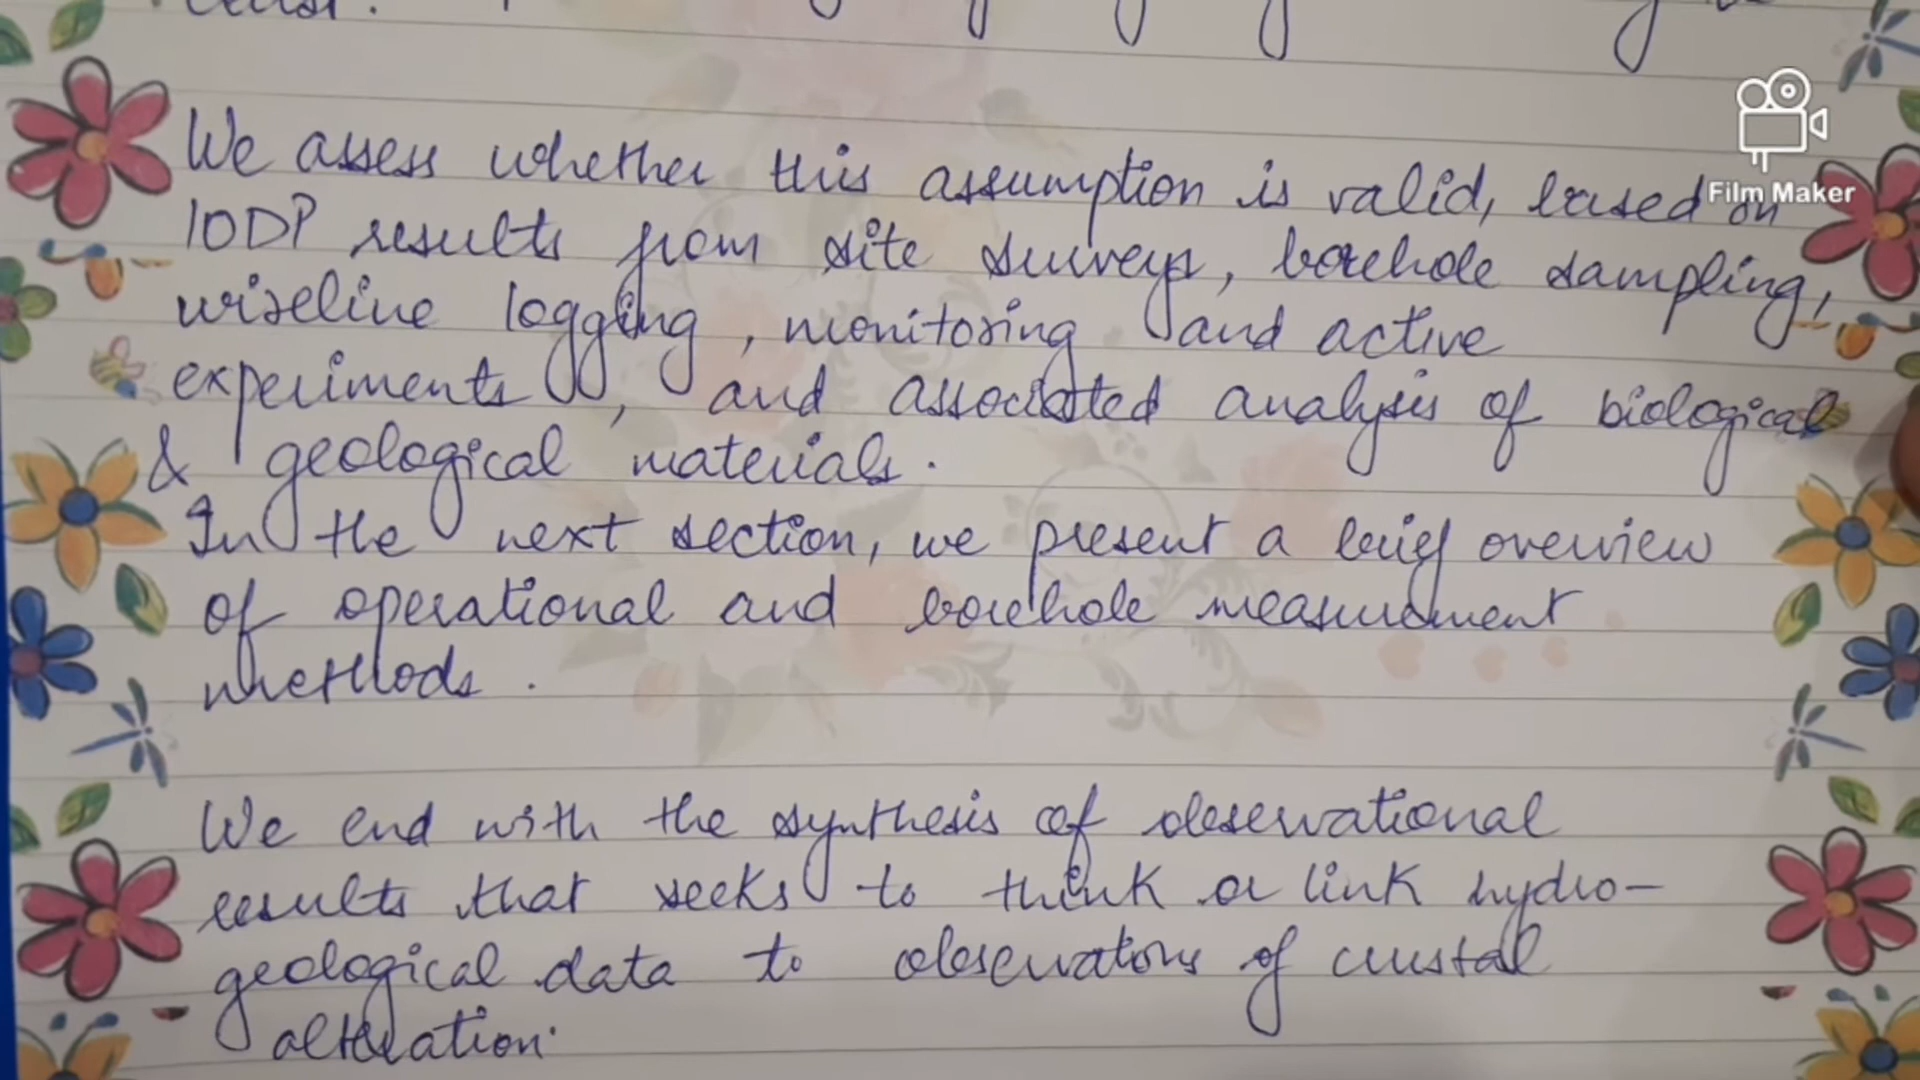 We assess whether this assumption is valid, based on
IODP results from site surveys, borehole sampling,
wireline logging, monitoring and active
experiments, and associated analysis of biological
& geological materials.
In the next section, we present a brief overview
of operational and borehole measurement
methods.
We end with the synthesis of observational
results that seeks to think or link hydro-
geological data to observations of crustal
alteration.
Film Maker